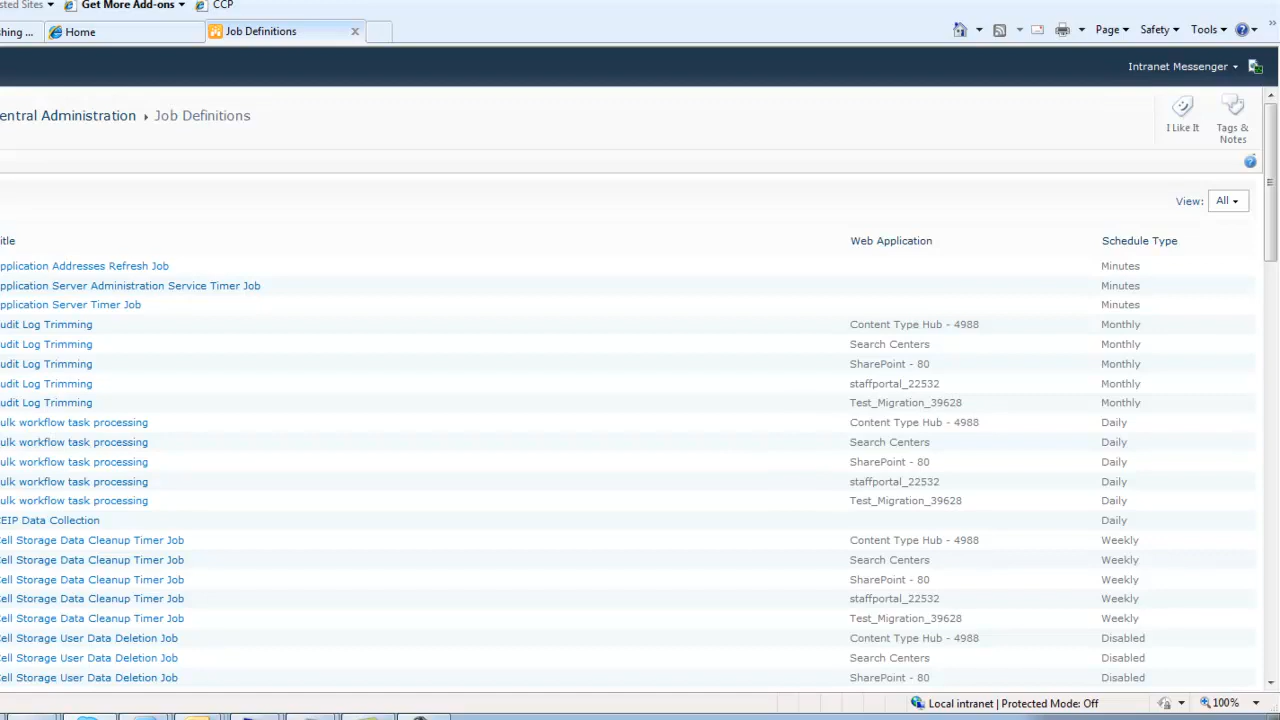 sted Sites Get More Add-ons CCP
shing ... Home Job Definitions x Page Safety Tools
Intranet Messenger
entral Administration Job Definitions
I Like It Tags & Notes
View: All
itle Web Application Schedule Type
pplication Addresses Refresh Job Minutes
pplication Server Administration Service Timer Job Minutes
pplication Server Timer Job Minutes
udit Log Trimming Content Type Hub - 4988 Monthly
udit Log Trimming Search Centers Monthly
udit Log Trimming SharePoint - 80 Monthly
udit Log Trimming staffportal_22532 Monthly
udit Log Trimming Test_Migration_39628 Monthly
ulk workflow task processing Content Type Hub - 4988 Daily
ulk workflow task processing Search Centers Daily
ulk workflow task processing SharePoint - 80 Daily
ulk workflow task processing staffportal_22532 Daily
ulk workflow task processing Test_Migration_39628 Daily
CEIP Data Collection Daily
ell Storage Data Cleanup Timer Job Content Type Hub - 4988 Weekly
ell Storage Data Cleanup Timer Job Search Centers Weekly
ell Storage Data Cleanup Timer Job SharePoint - 80 Weekly
ell Storage Data Cleanup Timer Job staffportal_22532 Weekly
ell Storage Data Cleanup Timer Job Test_Migration_39628 Weekly
ell Storage User Data Deletion Job Content Type Hub - 4988 Disabled
ell Storage User Data Deletion Job Search Centers Disabled
ell Storage User Data Deletion Job SharePoint - 80 Disabled
Local intranet | Protected Mode: Off 100%